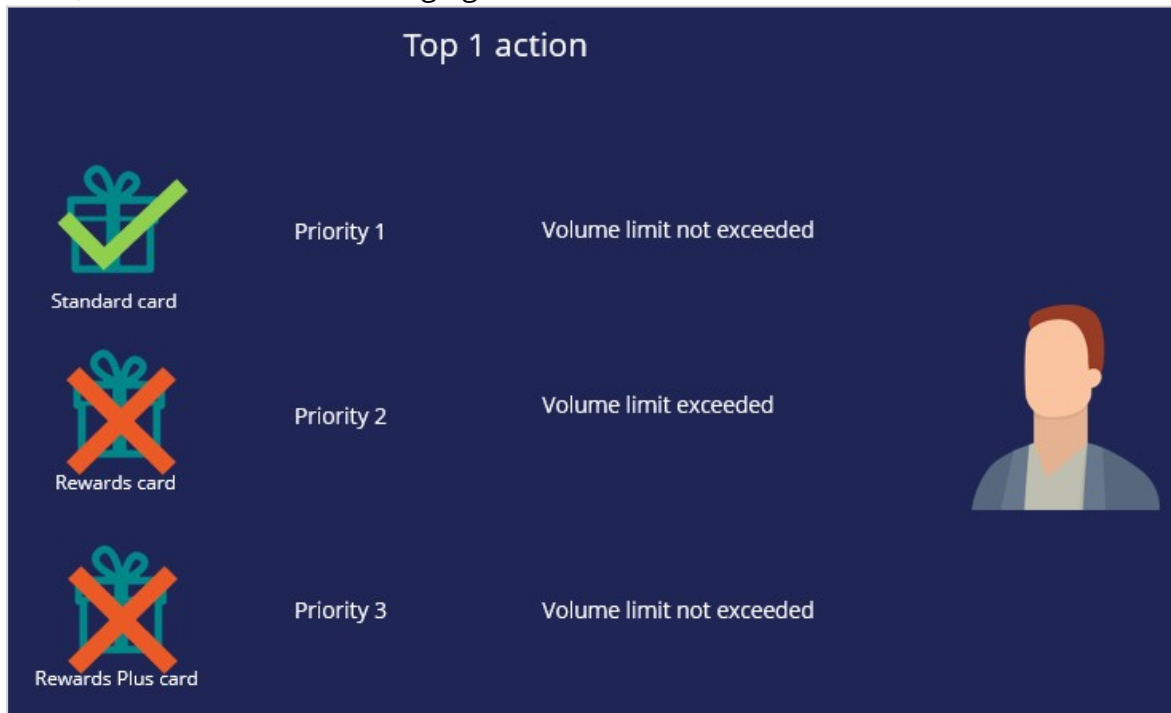 Top 1 action
Priority 1
Volume limit not exceeded
Standard card
Priority 2
Volume limit exceeded
Rewards card
Priority 3
Volume limit not exceeded
Rewards Plus card